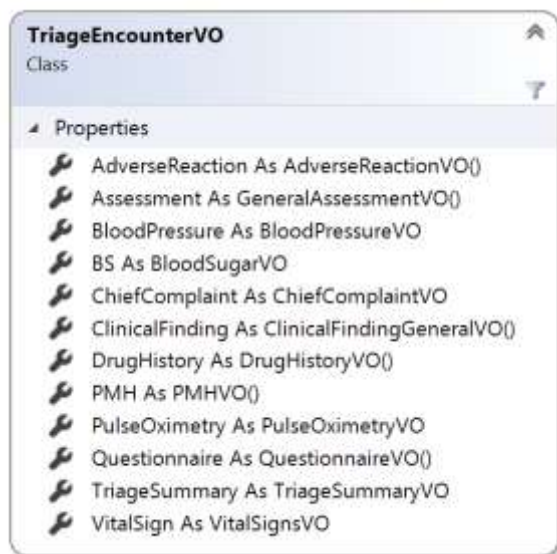 TriageEncounterVO
Class
Properties
AdverseReaction As AdverseReactionVO()
Assessment As GeneralAssessmentVO()
BloodPressure As BloodPressureVO
BS As BloodSugarVO
ChiefComplaint As ChiefComplaintVO
ClinicalFinding As ClinicalFindingGeneralVO()
DrugHistory As DrugHistoryVO()
PMH As PMHVO()
PulseOximetry As PulseOximetryVO
Questionnaire As QuestionnaireVO()
TriageSummary As TriageSummaryVO
VitalSign As VitalSignsVO